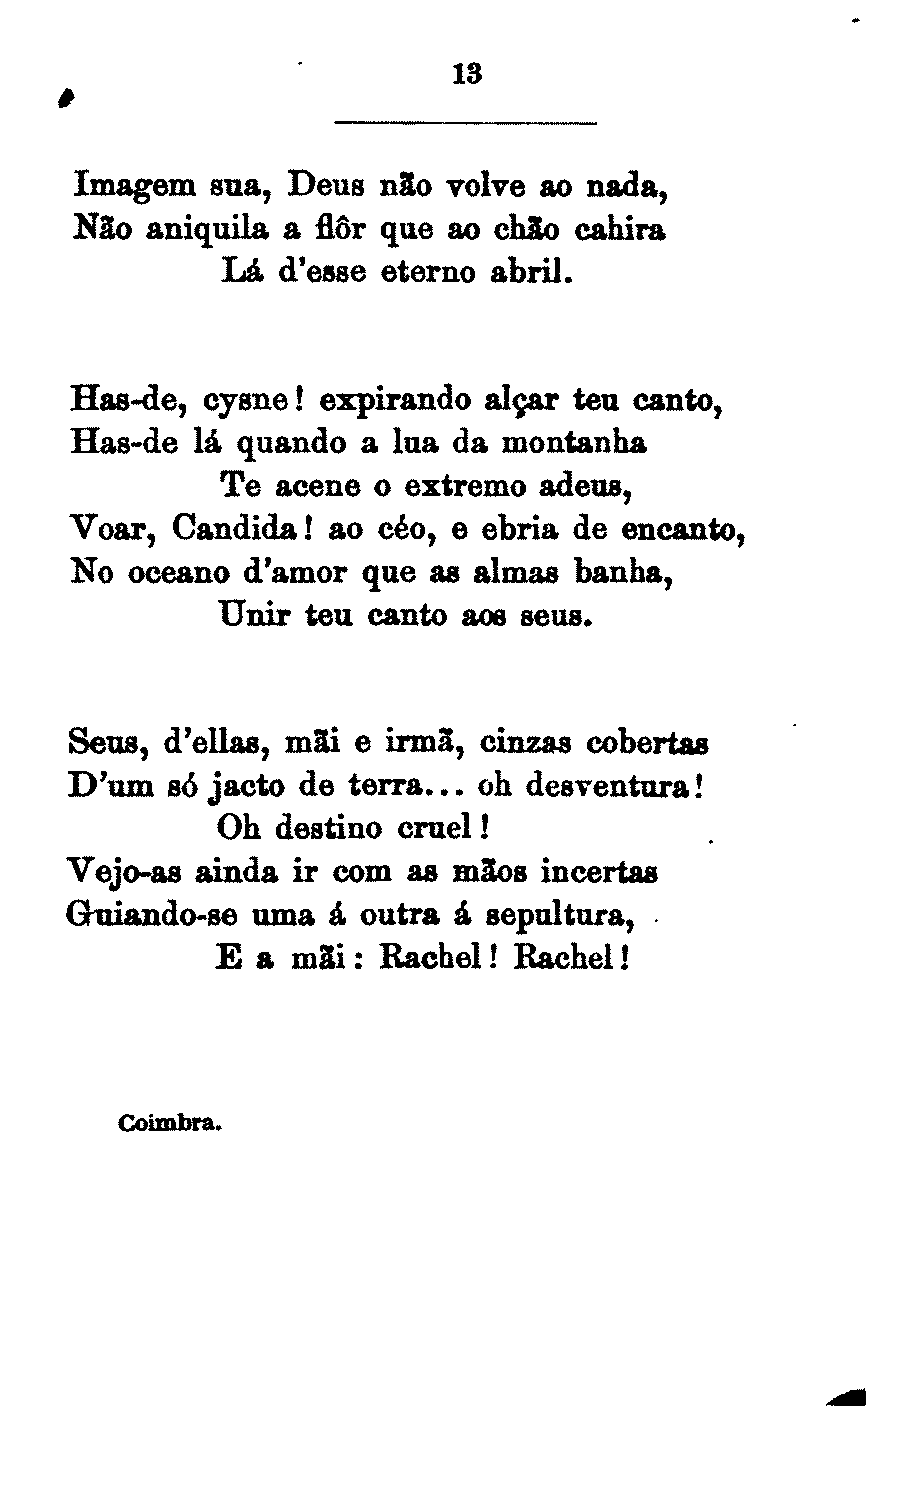 13
Imagem sua, Deus não volve ao nada,
Não aniquila a flôr que ao chão cahira
Lá d'esse eterno abril.
Has-de, cysne! expirando alçar teu canto,
Has-de lá quando a lua da montanha
Te acene o extremo adeus,
Voar, Candida! ao céo, e ebria de encanto,
No oceano d'amor que as almas banha,
Unir teu canto aos seus.
Seus, d'ellas, mãi e irmã, cinzas cobertas
D'um só jacto de terra... oh desventura!
Oh destino cruel!
Vejo-as ainda ir com as mãos incertas
Guiando-se uma á outra á sepultura,
E a mãi: Rachel! Rachel!
Coimbra.